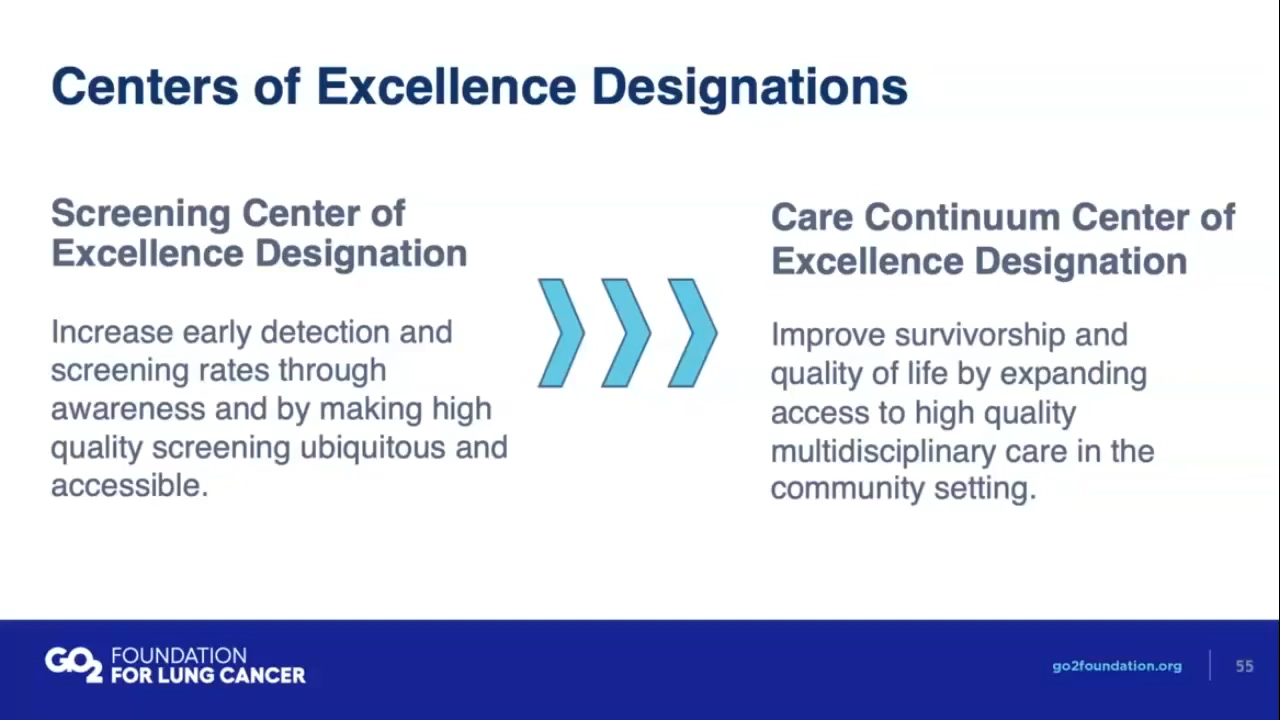 Centers of Excellence Designations
Screening Center of
Excellence Designation
Increase early detection and
screening rates through
awareness and by making high
quality screening ubiquitous and
accessible.
Care Continuum Center of
Excellence Designation
Improve survivorship and
quality of life by expanding
access to high quality
multidisciplinary care in the
community setting.
GO2 FOUNDATION
FOR LUNG CANCER
go2foundation.org
55